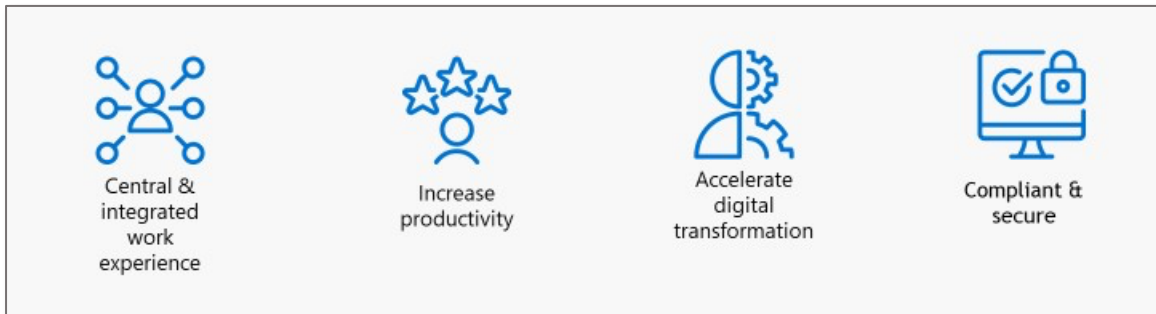 Central &
integrated
work
experience
Increase
productivity
Accelerate
digital
transformation
Compliant &
secure